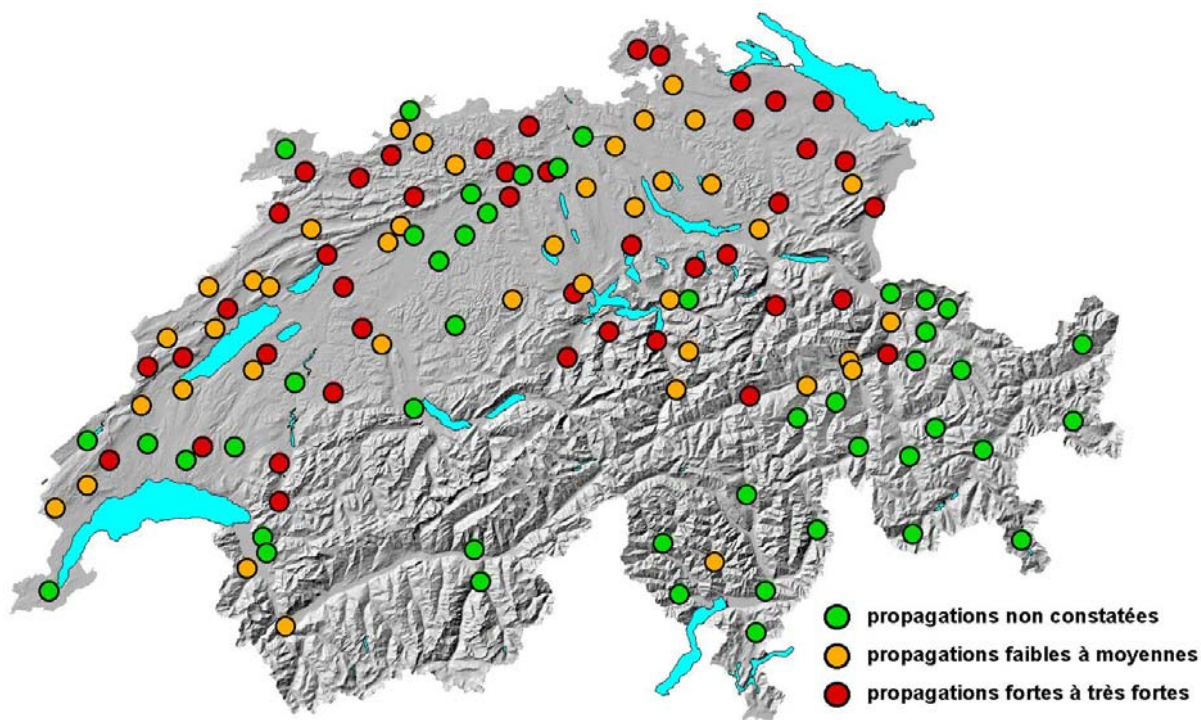 propagations non constatées
propagations faibles à moyennes
propagations fortes à très fortes